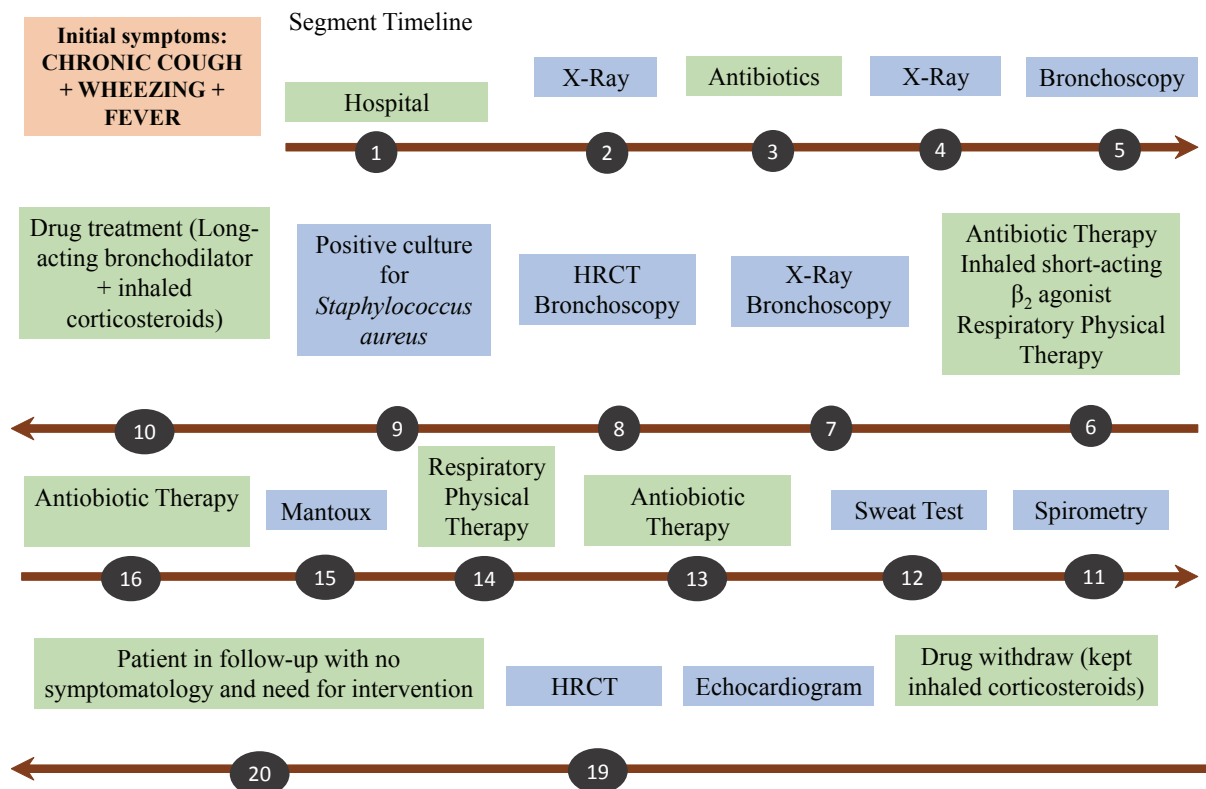 Initial symptoms:
CHRONIC COUGH
+ WHEEZING +
FEVER
Segment Timeline
Hospital
X-Ray
Antibiotics
X-Ray
Bronchoscopy
1
2
3
4
5
Drug treatment (Long-
acting bronchodilator
+ inhaled
corticosteroids)
Positive culture
for
Staphylococcus
aureus
HRCT
Bronchoscopy
X-Ray
Bronchoscopy
Antibiotic Therapy
Inhaled short-acting
β₂ agonist
Respiratory Physical
Therapy
10
9
8
7
6
Antiobiotic Therapy
Mantoux
Respiratory
Physical
Therapy
Antiobiotic
Therapy
Sweat Test
Spirometry
16
15
14
13
12
11
Patient in follow-up with no
symptomatology and need for intervention
HRCT
Echocardiogram
Drug withdraw (kept
inhaled corticosteroids)
20
19